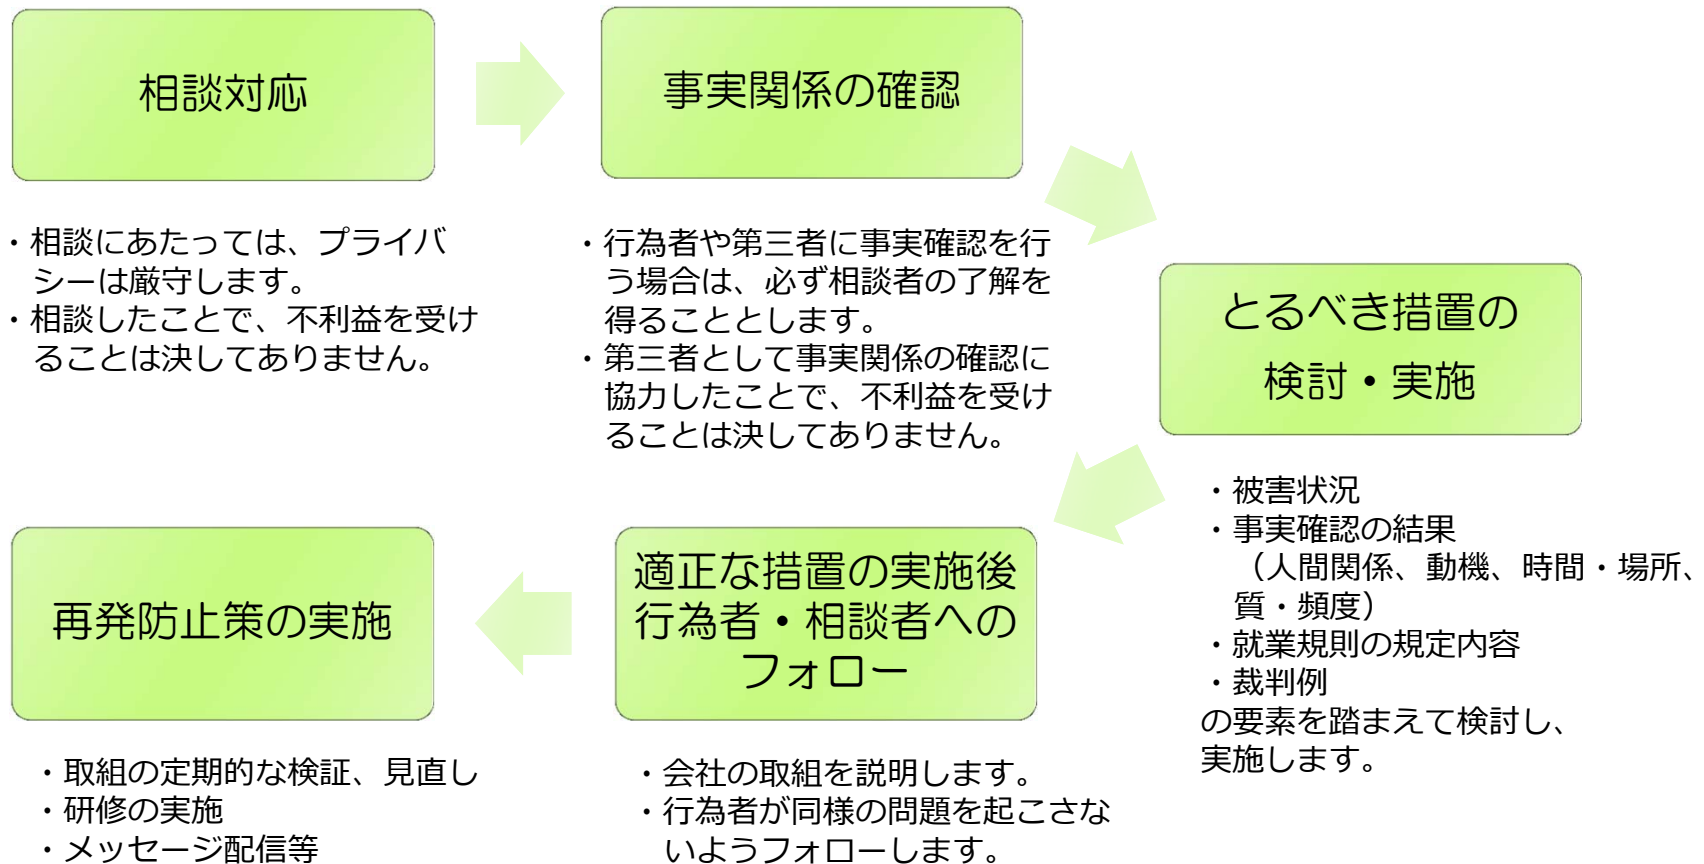 相談対応
・相談にあたっては、プライバ
シーは厳守します。
・相談したことで、不利益を受け
ることは決してありません。
事実関係の確認
・行為者や第三者に事実確認を行
う場合は、必ず相談者の了解を
得ることとします。
・第三者として事実関係の確認に
協力したことで、不利益を受け
ることは決してありません。
とるべき措置の
検討・実施
・被害状況
・事実確認の結果
（人間関係、動機、時間・場所、
質・頻度）
・就業規則の規定内容
・裁判例
の要素を踏まえて検討し、
実施します。
適正な措置の実施後
行為者・相談者への
フォロー
・会社の取組を説明します。
・行為者が同様の問題を起こさな
いようフォローします。
再発防止策の実施
・取組の定期的な検証、見直し
・研修の実施
・メッセージ配信等